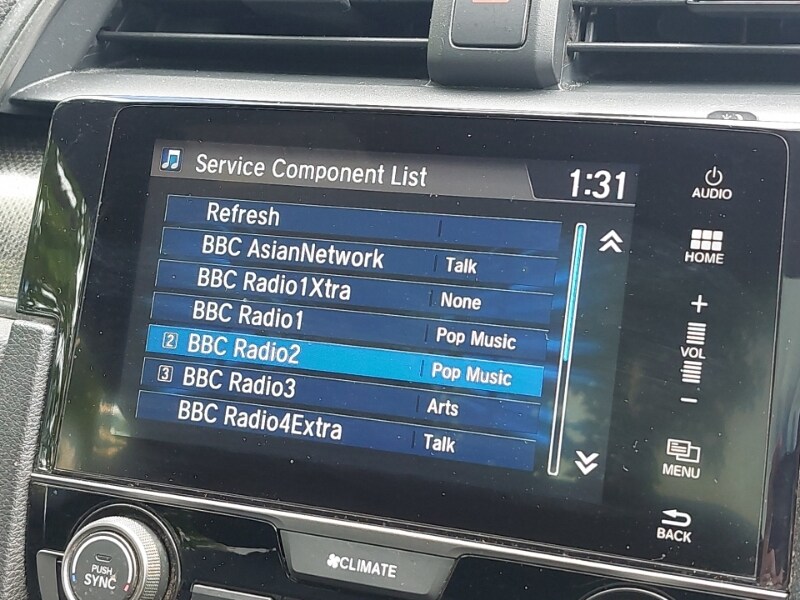 Service Component List 1:31
Refresh
BBC AsianNetwork Talk
BBC Radio1Xtra None
BBC Radio1 Pop Music
2 BBC Radio2 Pop Music
3 BBC Radio3 Arts
BBC Radio4Extra Talk
AUDIO
HOME
+
VOL
-
MENU
BACK
PUSH
SYNC
CLIMATE